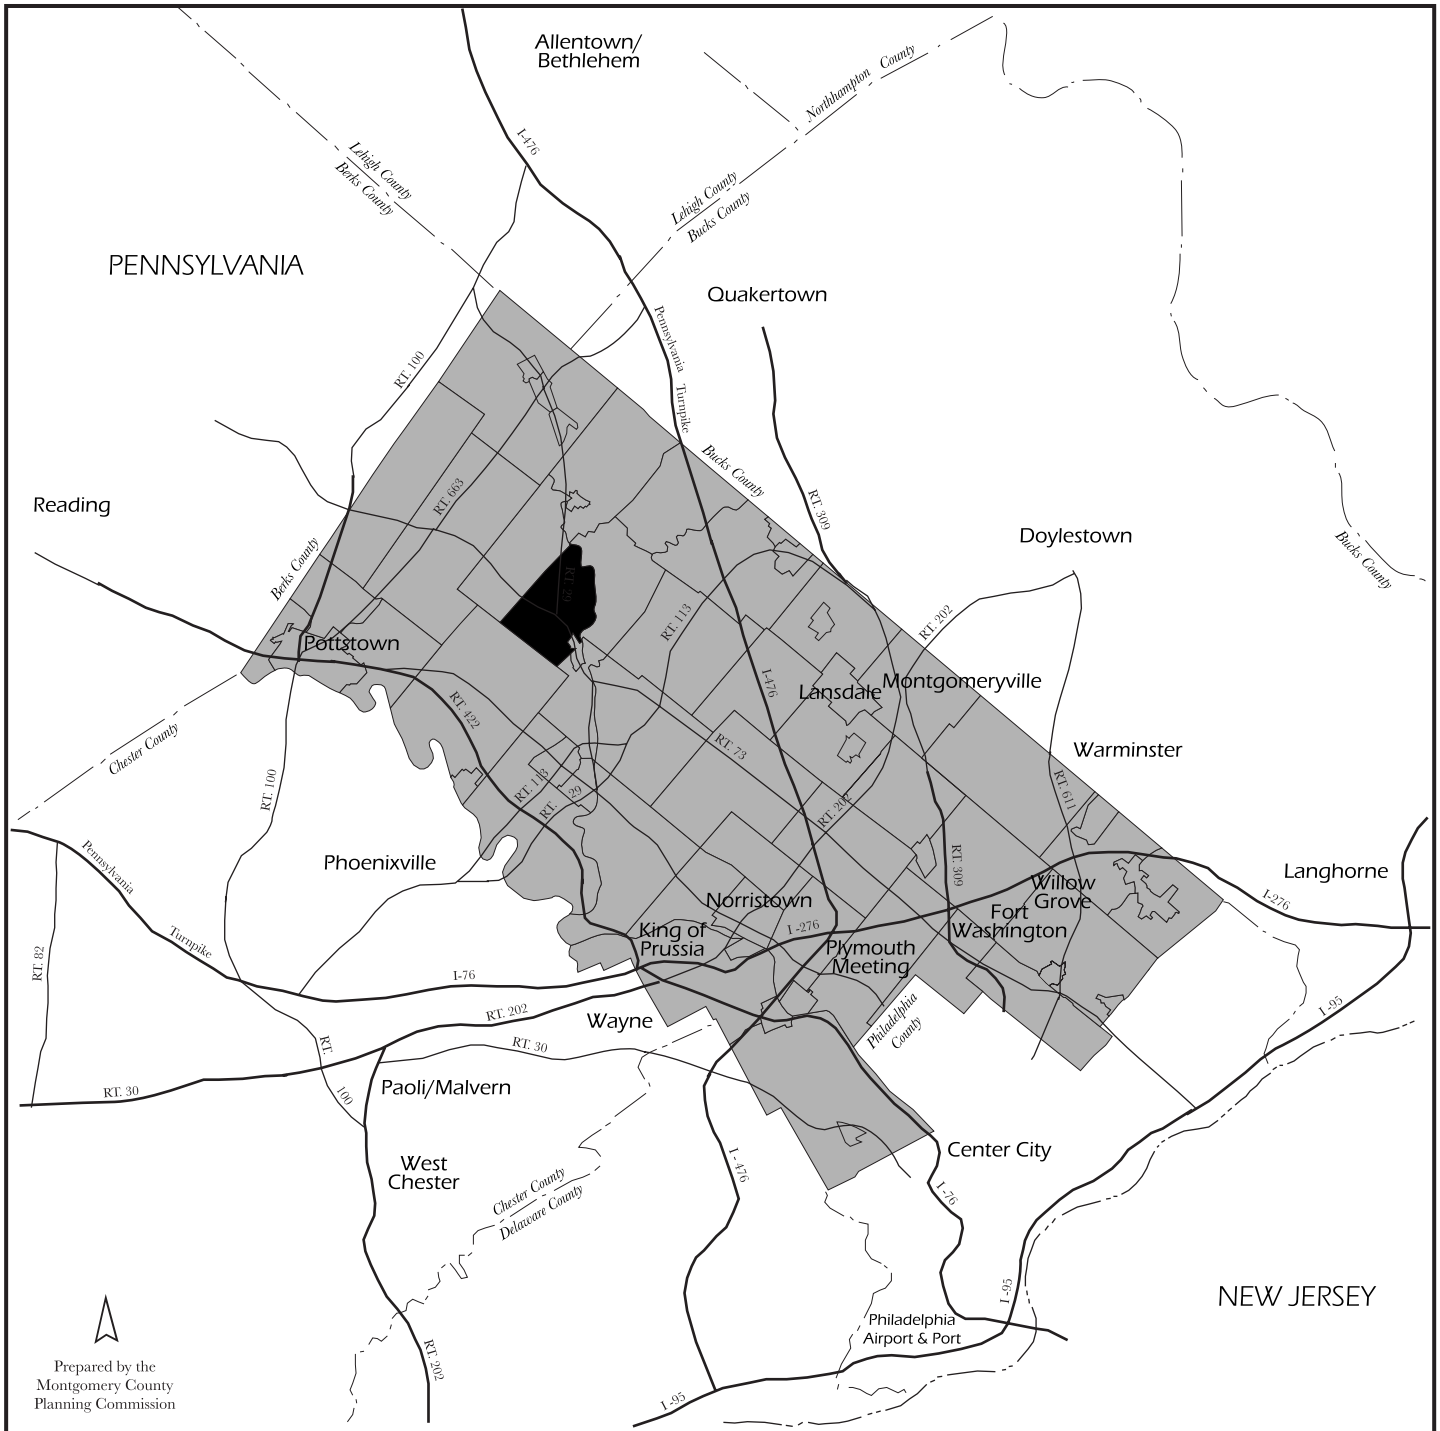 Allentown/
Bethlehem
Northhampton County
I-476
Lehigh County
Berks County
Lehigh County
Bucks County
PENNSYLVANIA
Quakertown
Pennsylvania Turnpike
RT. 100
Bucks County
Reading
RT. 663
RT. 309
Doylestown
Bucks County
Berks County
RT. 29
RT. 113
RT. 202
Pottstown
I-476
Lansdale
Montgomeryville
RT. 422
Chester County
RT. 73
Warminster
RT. 100
RT. 113
RT. 29
RT. 202
RT. 611
Pennsylvania
Turnpike
Phoenixville
RT. 309
Langhorne
Willow
Grove
I-276
Norristown
Fort
Washington
King of
Prussia
I -276
Plymouth
Meeting
RT. 82
I-76
RT. 202
Wayne
Philadelphia
County
I-95
RT. 30
RT. 100
RT. 30
Paoli/Malvern
Center City
West
Chester
I - 476
Chester County
Delaware County
I -76
I -95
NEW JERSEY
Philadelphia
Airport & Port
RT. 202
Prepared by the
Montgomery County
Planning Commission
I -95